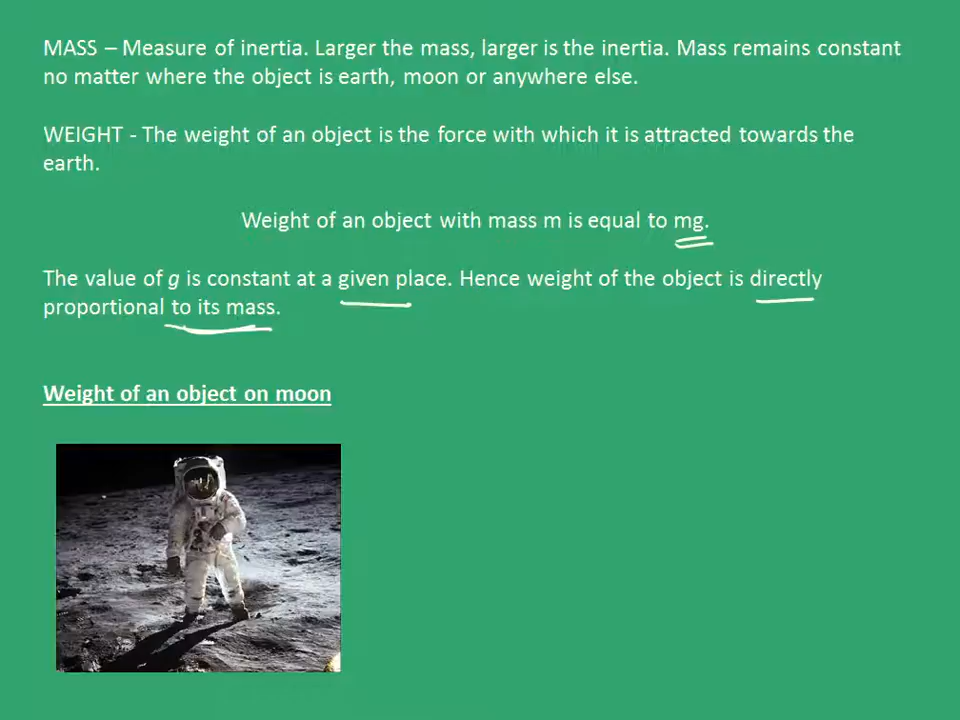 MASS – Measure of inertia. Larger the mass, larger is the inertia. Mass remains constant
no matter where the object is earth, moon or anywhere else.
WEIGHT - The weight of an object is the force with which it is attracted towards the
earth.
Weight of an object with mass m is equal to mg.
The value of g is constant at a given place. Hence weight of the object is directly
proportional to its mass.
Weight of an object on moon